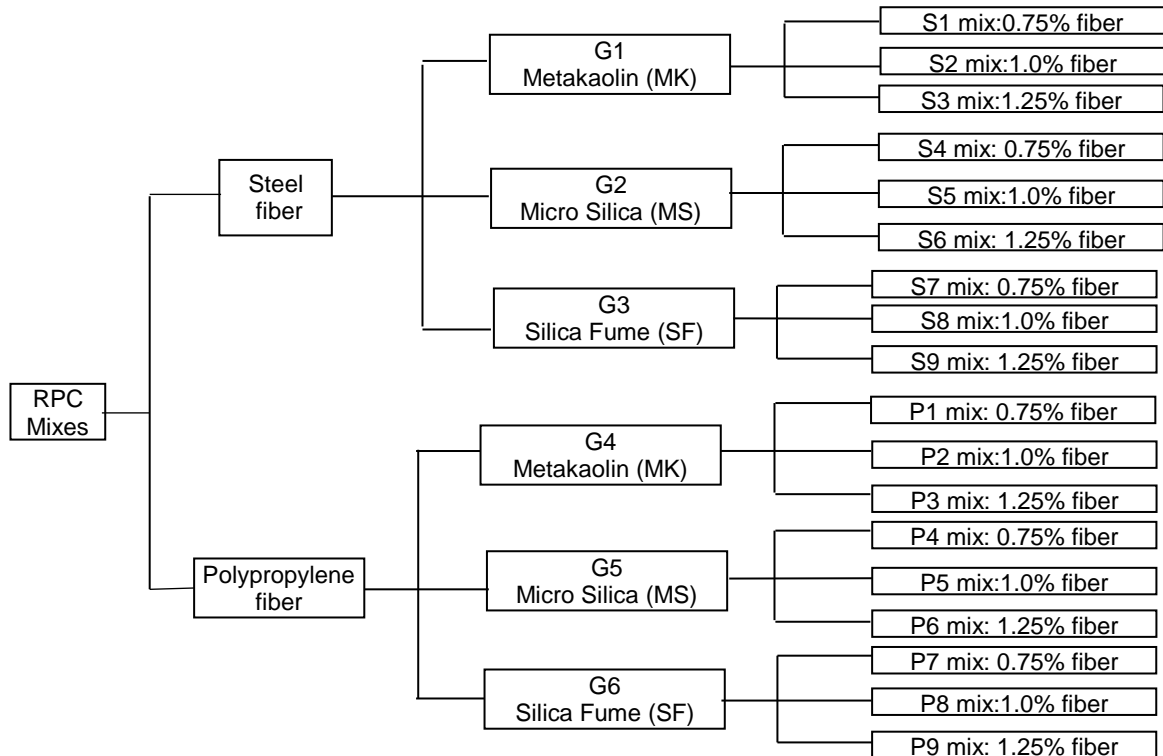 RPC
Mixes
Steel
fiber
G1
Metakaolin (MK)
S1 mix:0.75% fiber
S2 mix:1.0% fiber
S3 mix:1.25% fiber
G2
Micro Silica (MS)
S4 mix: 0.75% fiber
S5 mix:1.0% fiber
S6 mix: 1.25% fiber
G3
Silica Fume (SF)
S7 mix: 0.75% fiber
S8 mix:1.0% fiber
S9 mix: 1.25% fiber
Polypropylene
fiber
G4
Metakaolin (MK)
P1 mix: 0.75% fiber
P2 mix:1.0% fiber
P3 mix: 1.25% fiber
G5
Micro Silica (MS)
P4 mix: 0.75% fiber
P5 mix:1.0% fiber
P6 mix: 1.25% fiber
G6
Silica Fume (SF)
P7 mix: 0.75% fiber
P8 mix:1.0% fiber
P9 mix: 1.25% fiber